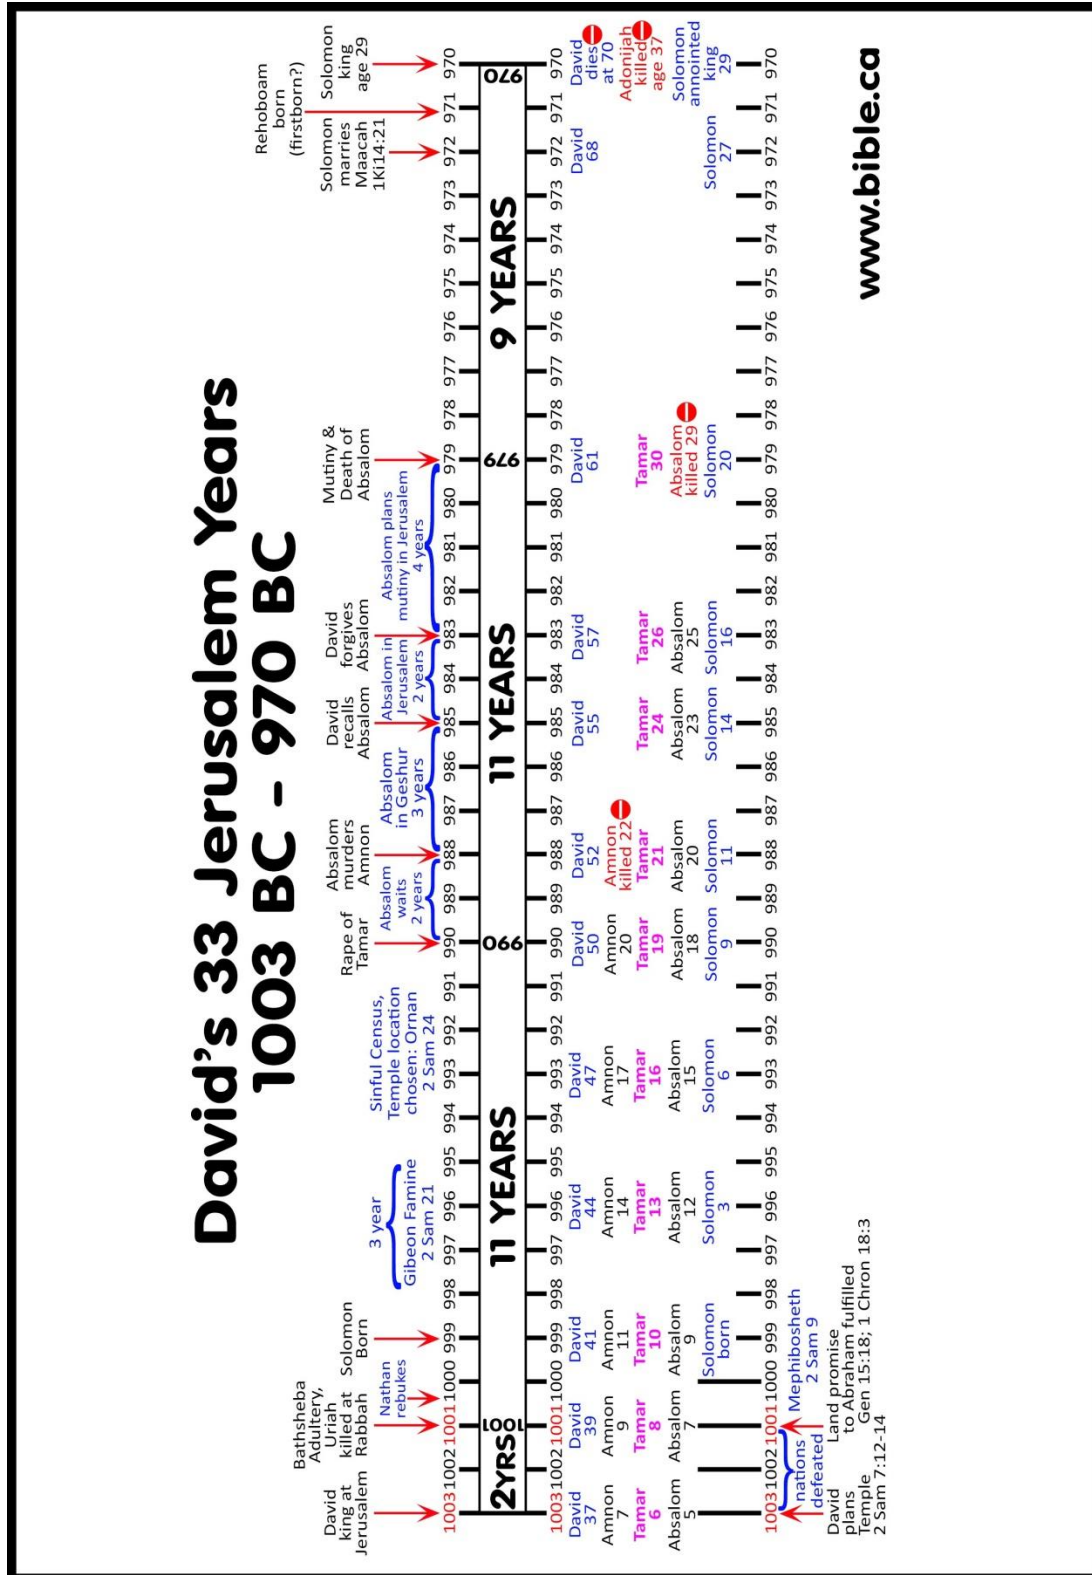 David's 33 Jerusalem Years
1003 BC - 970 BC
David
king at
Jerusalem
Bathsheba
Adultery,
Uriah
killed at
Rabbah
Nathan
rebukes
Solomon
Born
3 year
Gibeon Famine
2 Sam 21
Sinful Census,
Temple location
chosen: Ornan
2 Sam 24
Rape of
Tamar
Absalom
waits
2 years
Absalom
murders
Amnon
Absalom
in Geshur
3 years
David
recalls
Absalom
Absalom in
Jerusalem
2 years
David
forgives
Absalom
Absalom plans
mutiny in Jerusalem
4 years
Mutiny &
Death of
Absalom
Solomon
marries
Maacah
1Ki14:21
Rehoboam
born
(firstborn?)
Solomon
king
age 29
1003 1002 1001 1000 999 998 997 996 995 994 993 992 991 990 989 988 987 986 985 984 983 982 981 980 979 978 977 976 975 974 973 972 971 970
2YRS 1001 11 YEARS 990 11 YEARS 979 9 YEARS 970
1003 1002 1001 1000 999 998 997 996 995 994 993 992 991 990 989 988 987 986 985 984 983 982 981 980 979 978 977 976 975 974 973 972 971 970
David
37
Amnon
7
Tamar
6
Absalom
5
David
39
Amnon
9
Tamar
8
Absalom
7
David
41
Amnon
11
Tamar
10
Absalom
9
Solomon
born
David
44
Amnon
14
Tamar
13
Absalom
12
Solomon
3
David
47
Amnon
17
Tamar
16
Absalom
15
Solomon
6
David
50
Amnon
20
Tamar
19
Absalom
18
Solomon
9
David
52
Amnon
killed 22
Tamar
21
Absalom
20
Solomon
11
David
55
Tamar
24
Absalom
23
Solomon
14
David
57
Tamar
26
Absalom
25
Solomon
16
David
61
Tamar
30
Absalom
killed 29
Solomon
20
David
68
Solomon
27
David
dies
at 70
Adonijah
killed
age 37
Solomon
annointed
king
29
1003 1002 1001 1000 999 998 997 996 995 994 993 992 991 990 989 988 987 986 985 984 983 982 981 980 979 978 977 976 975 974 973 972 971 970
nations
defeated
Mephibosheth
2 Sam 9
David
plans
Temple
2 Sam 7:12-14
Land promise
to Abraham fulfilled
Gen 15:18; 1 Chron 18:3
www.bible.ca